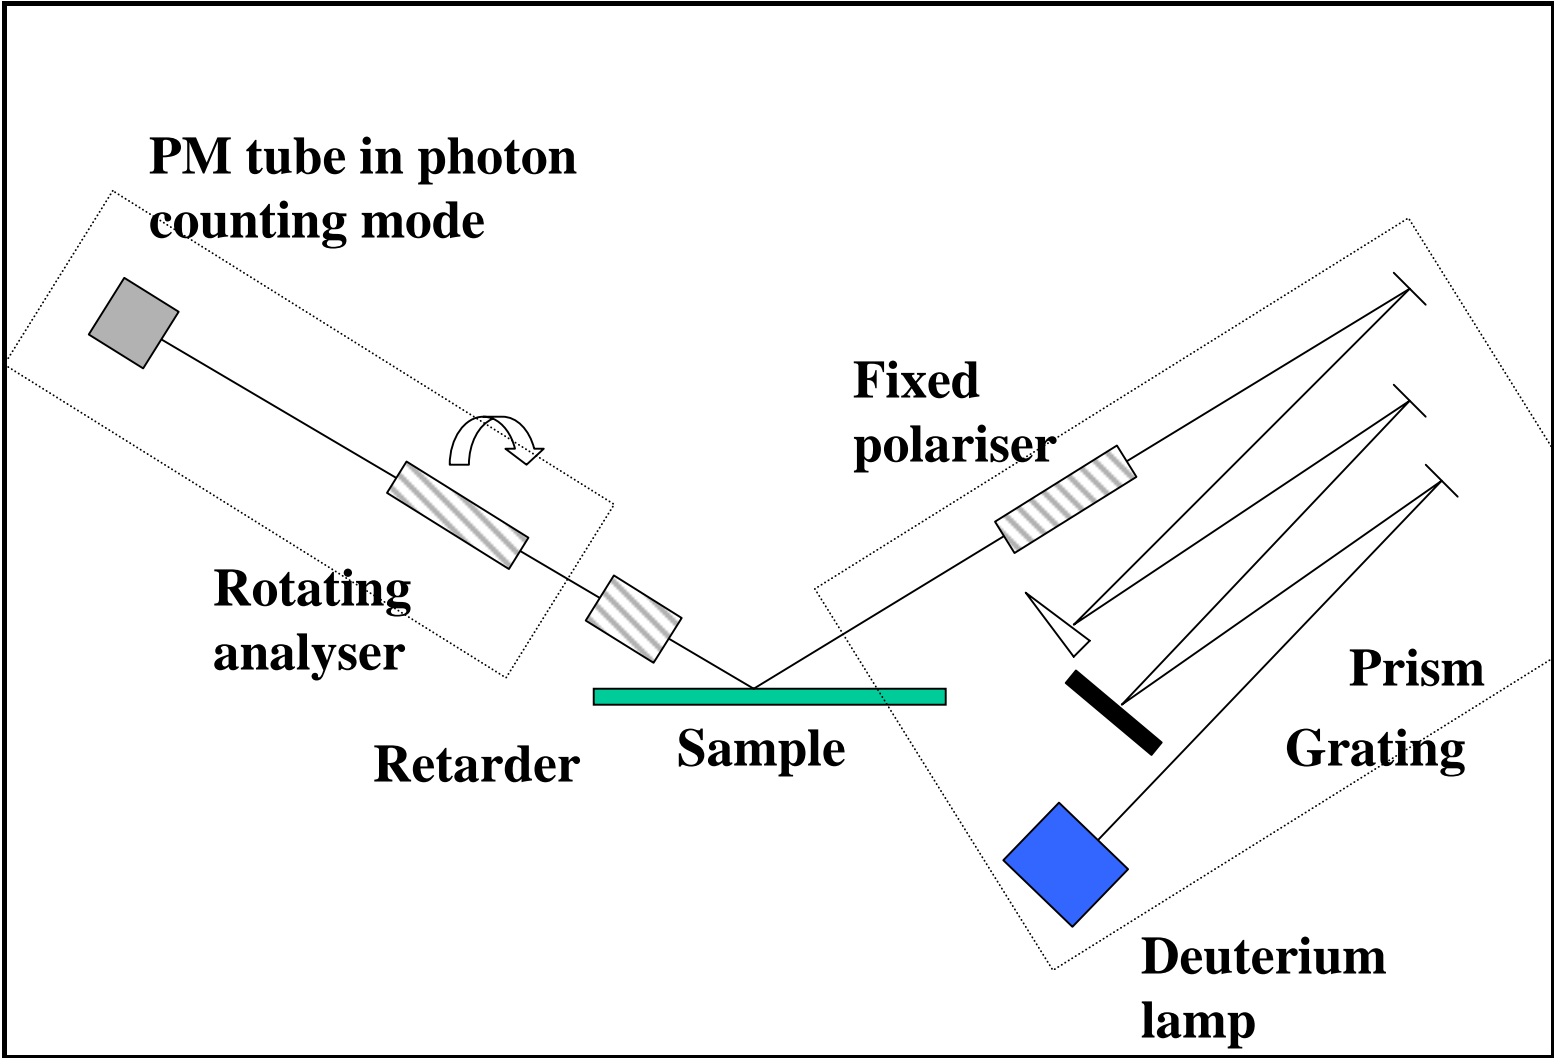 PM tube in photon
counting mode
Fixed
polariser
Rotating
analyser
Prism
Retarder
Sample
Grating
Deuterium
lamp